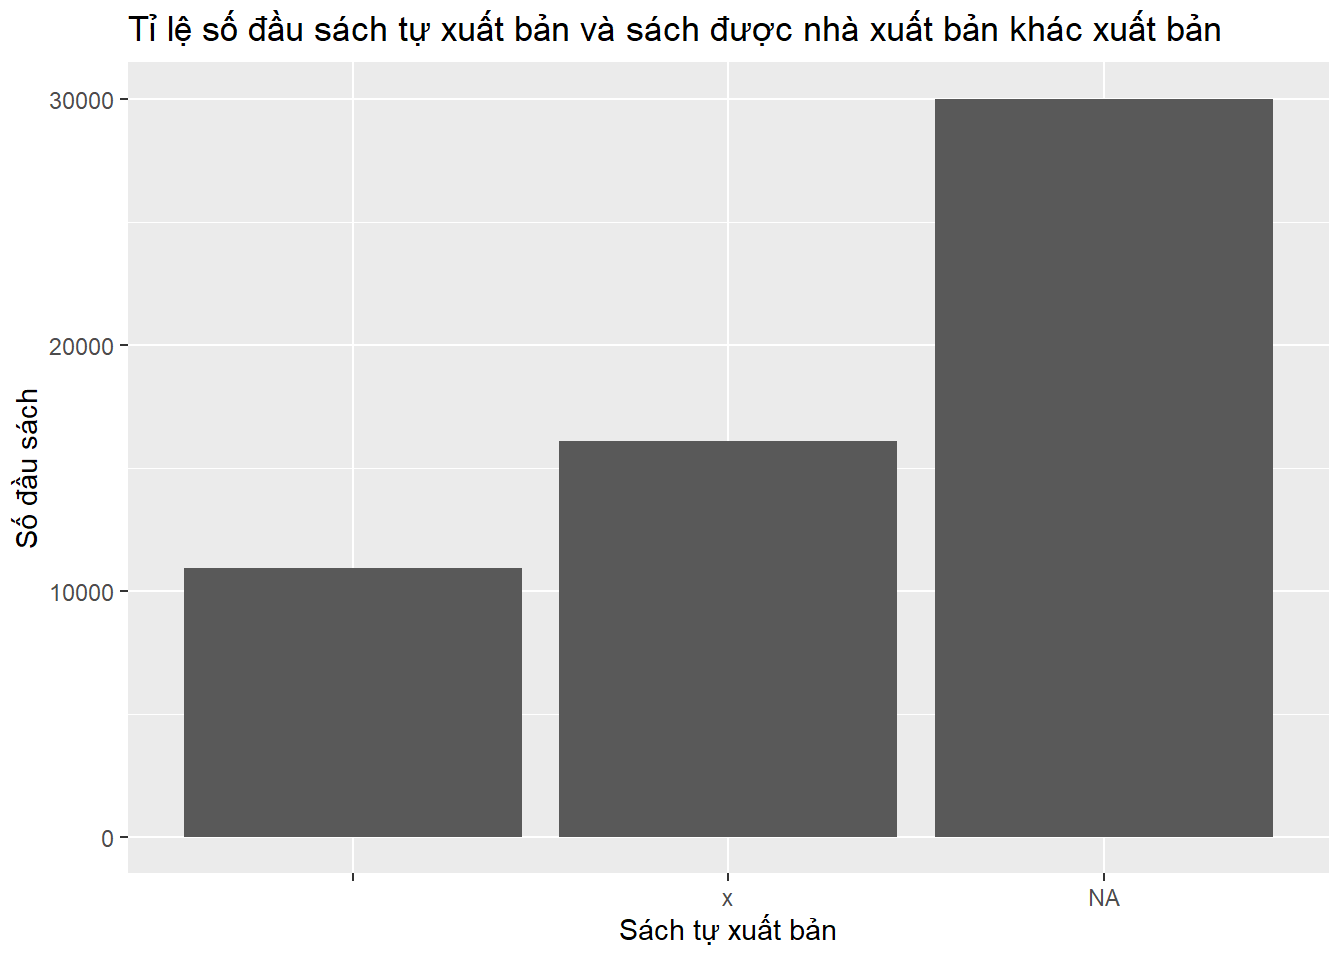 Tỉ lệ số đầu sách tự xuất bản và sách được nhà xuất bản khác xuất bản
30000
20000
10000
0
Số đầu sách
x
NA
Sách tự xuất bản